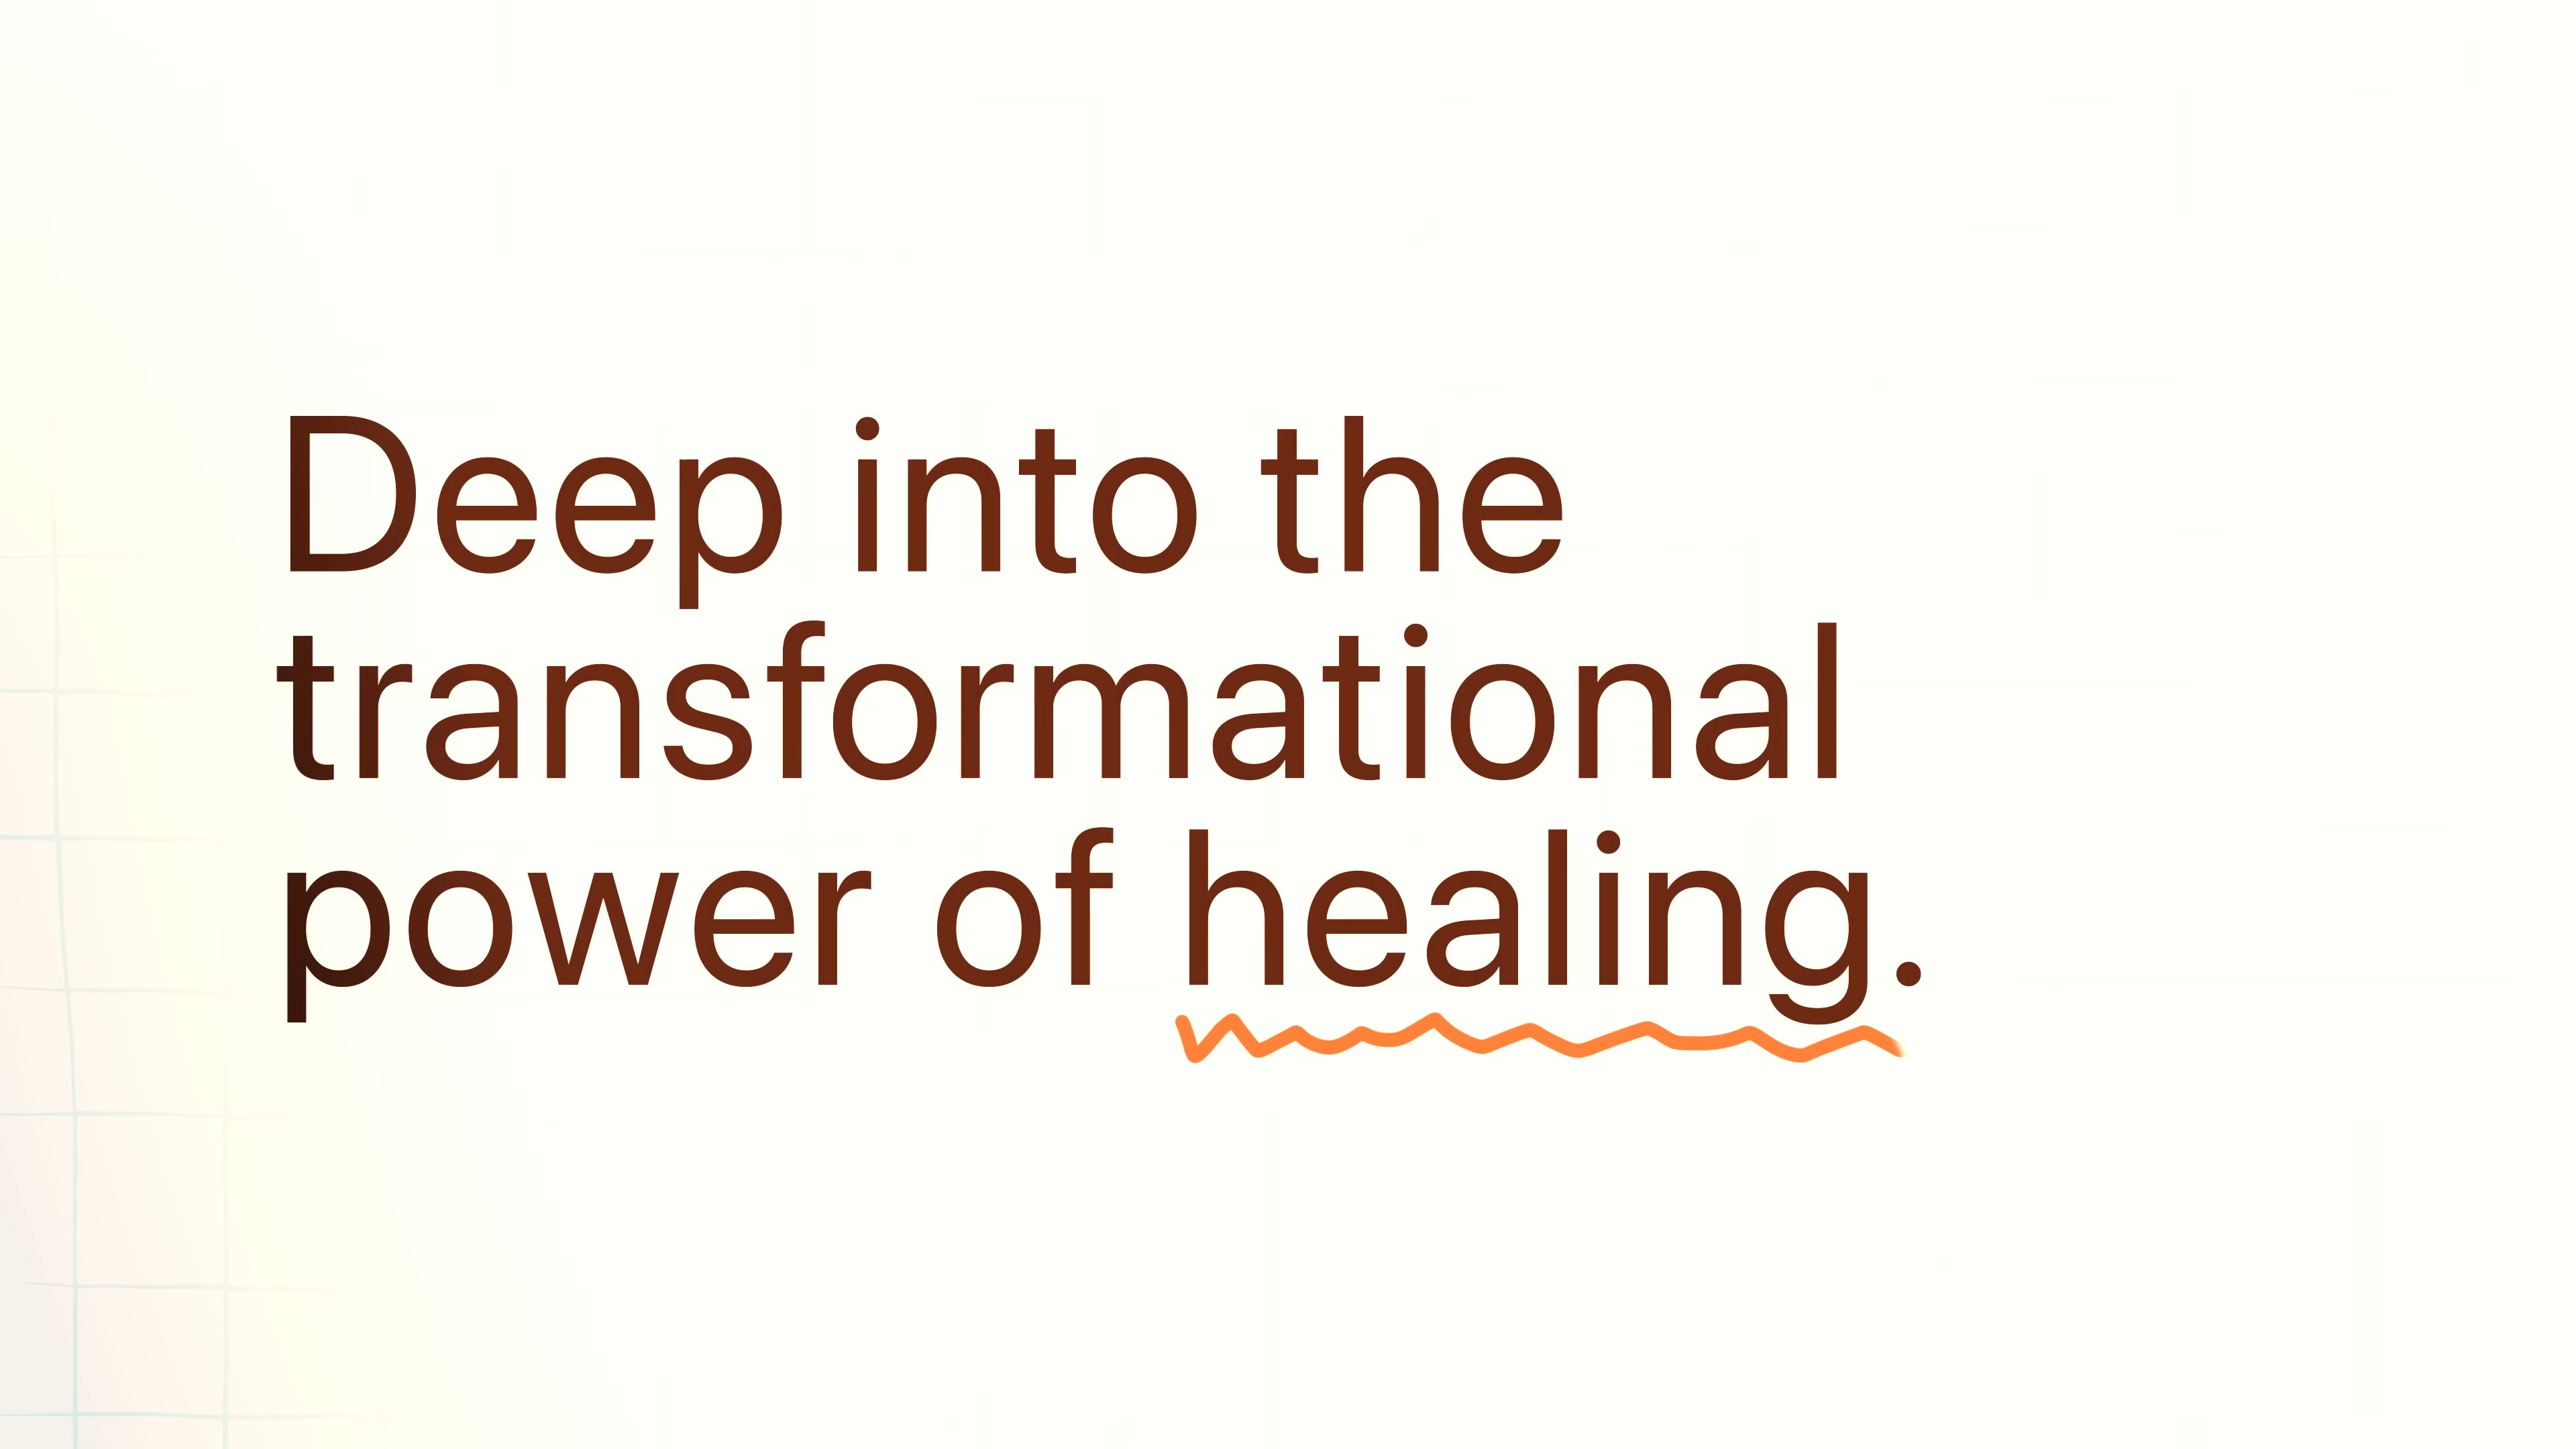 Deep into the
transformational
power of healing.